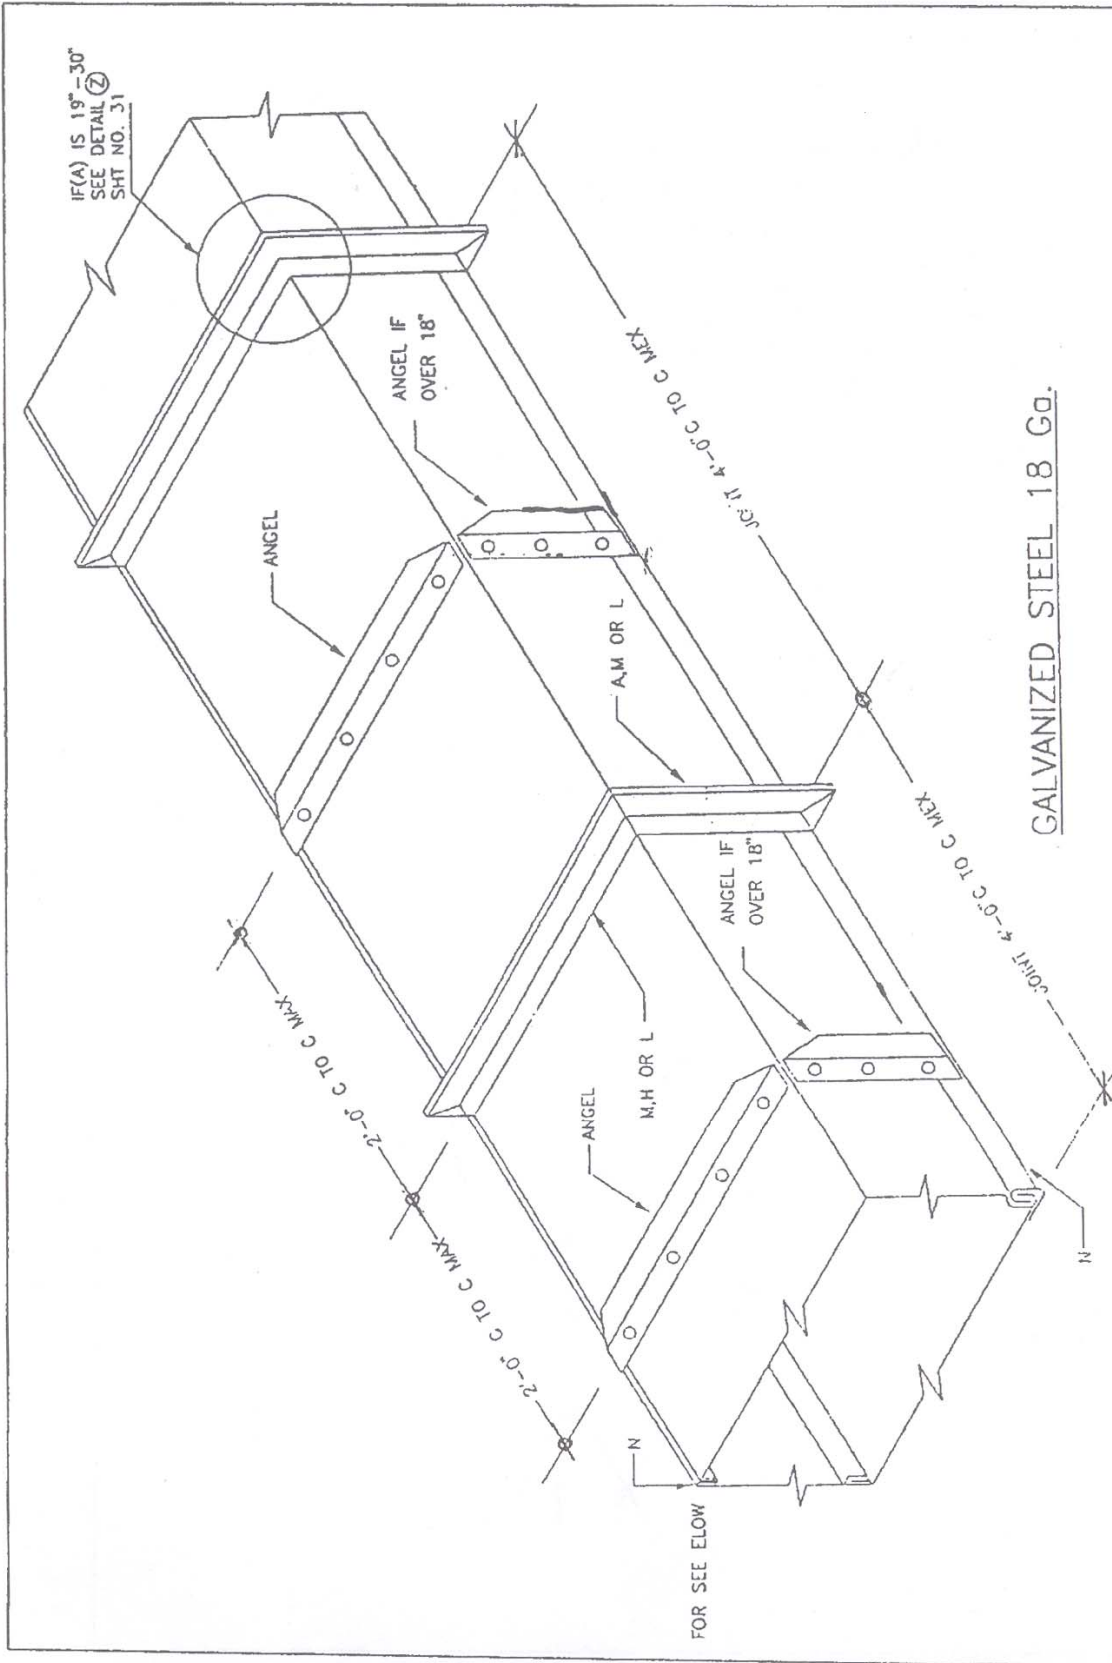 IF(A) IS 19"-30"
SEE DETAIL Z
SHT NO. 31
ANGEL
ANGEL IF
OVER 18"
2'-0" C TO C MAX
2'-0" C TO C MAX
ANGEL
M,H OR L
A,M OR L
ANGEL IF
OVER 18"
JOINT 4'-0" C TO C MEX
JOINT 4'-0" C TO C MEX
N
FOR SEE ELOW
N
GALVANIZED STEEL 18 Ga.